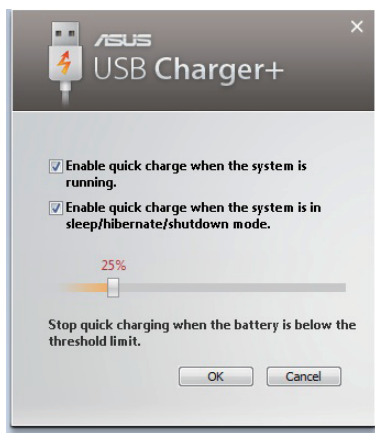 ASUS
USB Charger+
Enable quick charge when the system is
running.
Enable quick charge when the system is in
sleep/hibernate/shutdown mode.
25%
Stop quick charging when the battery is below the
threshold limit.
OK Cancel